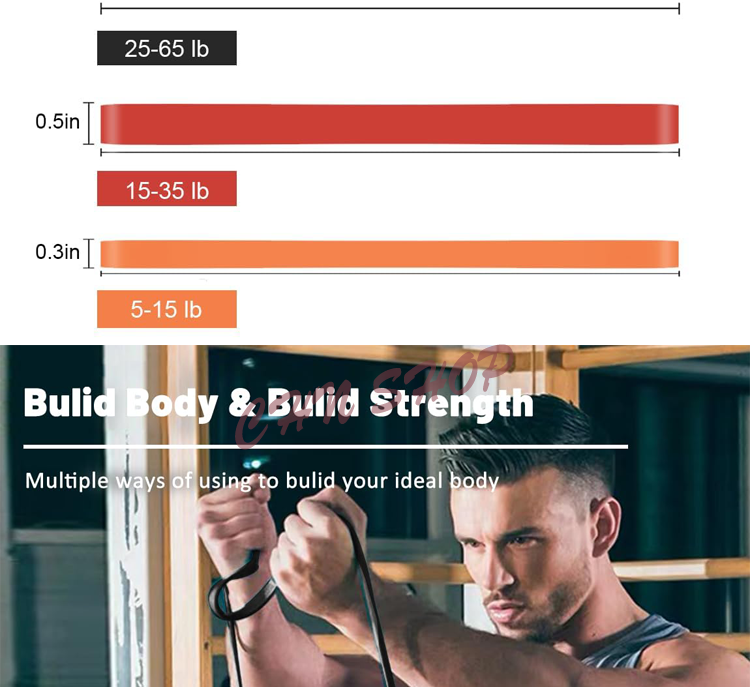 25-65 lb
0.5in
15-35 lb
0.3in
5-15 lb
Bulid Body & Bulid Strength
CHN SHOP
Multiple ways of using to bulid your ideal body